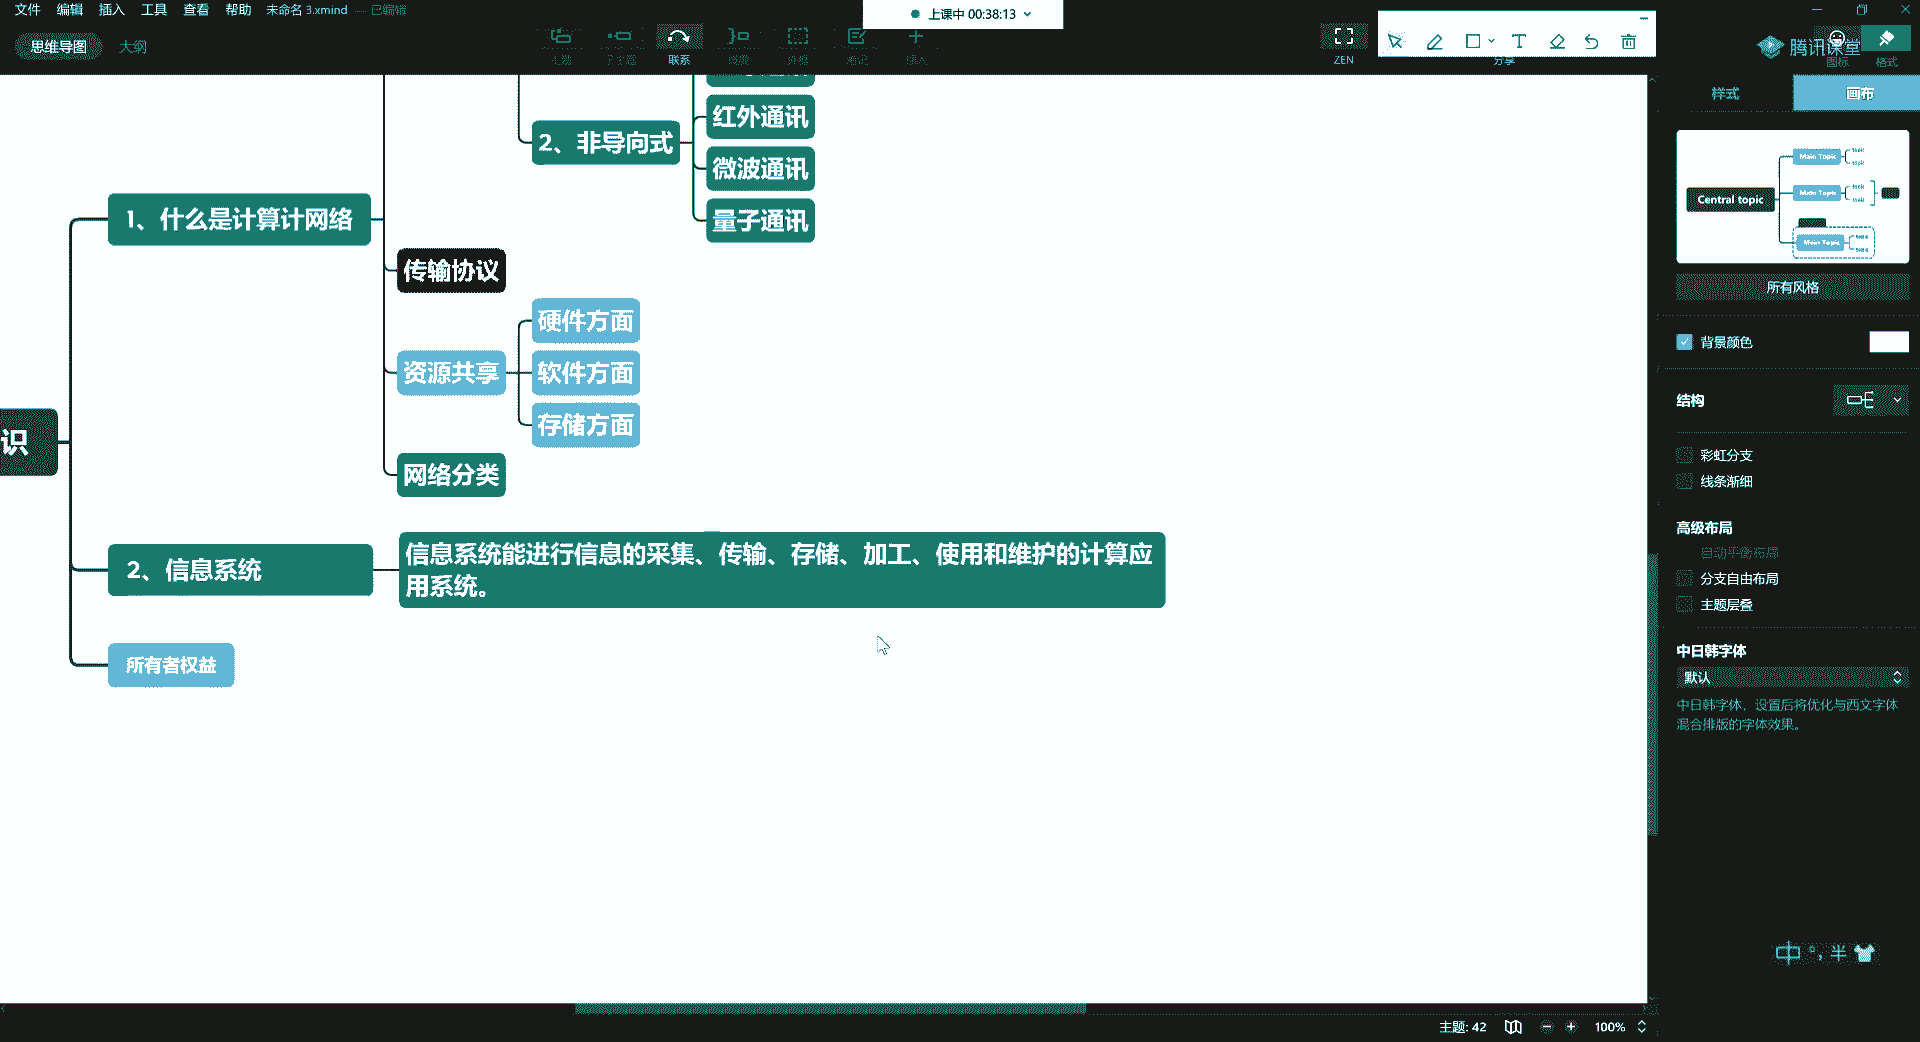 文件 编辑 插入 工具 查看 帮助 未命名 3.xmind — 已编辑
上课中 00:38:13
思维导图 大纲
联系
ZEN
分享
腾讯课堂
图标
格式
样式
画布
红外通讯
2、非导向式
微波通讯
量子通讯
1、什么是计算计网络
传输协议
硬件方面
资源共享
软件方面
存储方面
网络分类
识
2、信息系统
信息系统能进行信息的采集、传输、存储、加工、使用和维护的计算应
用系统。
所有者权益
Central topic
Main Topic
Main Topic
Main Topic
所有风格
背景颜色
结构
彩虹分支
线条渐细
高级布局
自动平衡布局
分支自由布局
主题层叠
中日韩字体
默认
中日韩字体，设置后将优化与西文字体
混合排版的字体效果。
中 °, 半
主题: 42
100%